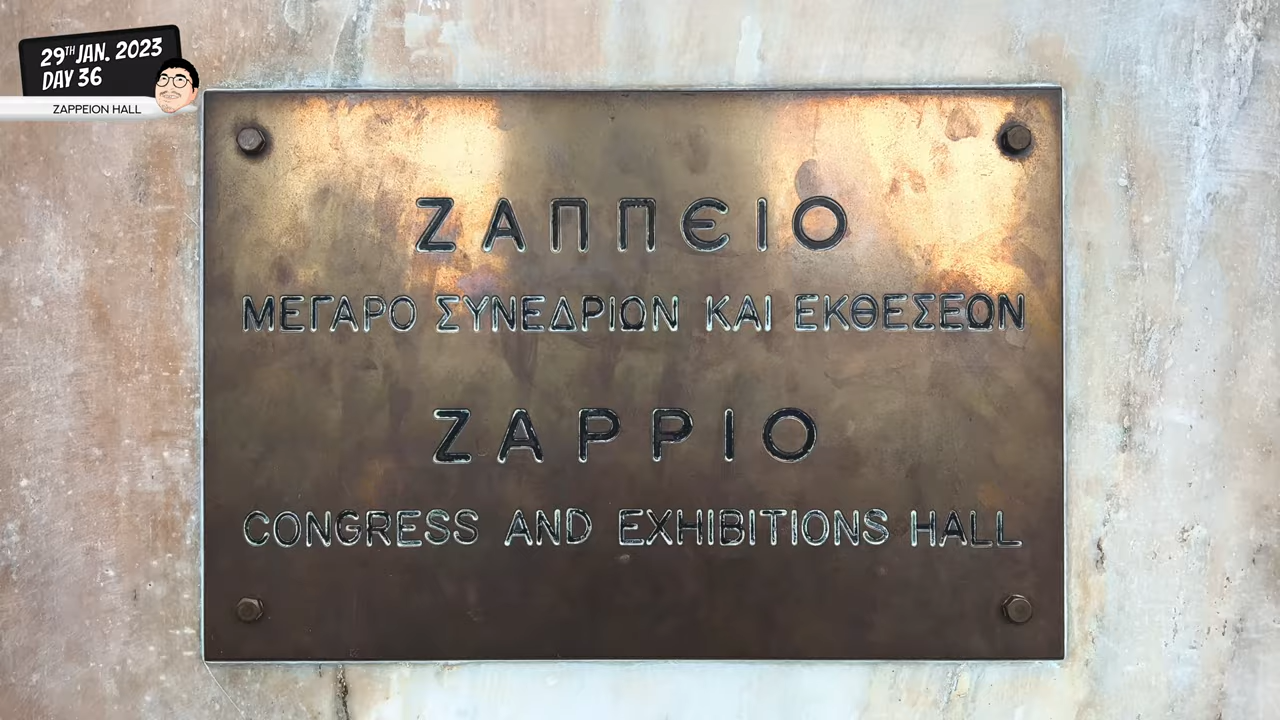 29TH JAN. 2023
DAY 36
ZAPPEION HALL
ΖΑΠΠΕΙΟ
ΜΕΓΑΡΟ ΣΥΝΕΔΡΙΩΝ ΚΑΙ ΕΚΘΕΣΕΩΝ
ZAPPIO
CONGRESS AND EXHIBITIONS HALL